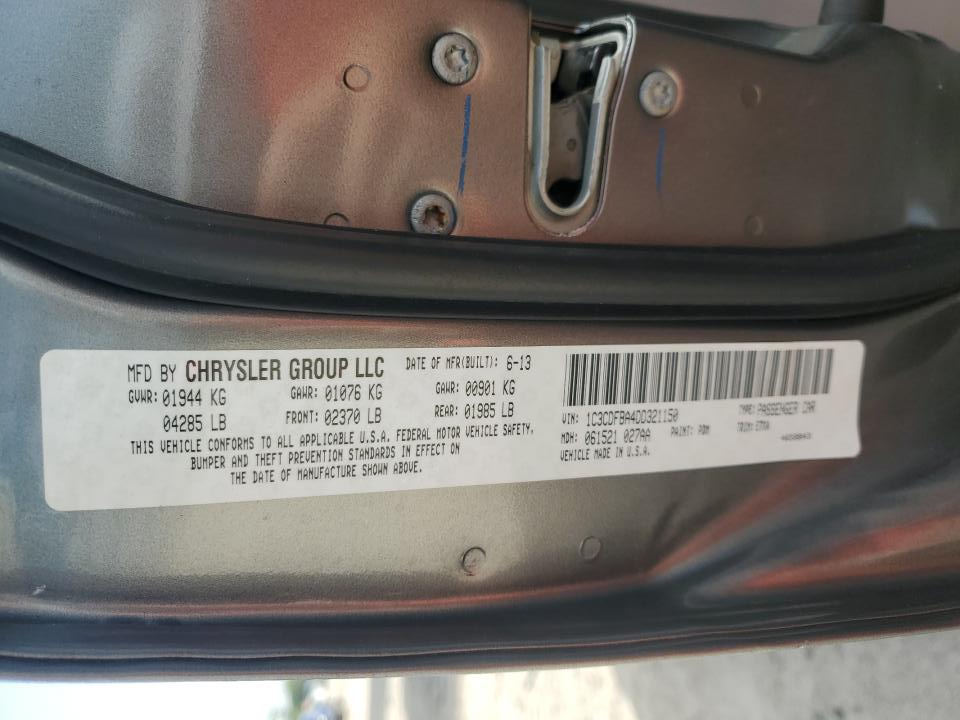 MFD BY CHRYSLER GROUP LLC DATE OF MFR(BUILT): 6-13
GVWR: 01944 KG GAWR: 01076 KG GAWR: 00901 KG
04285 LB FRONT: 02370 LB REAR: 01985 LB
THIS VEHICLE CONFORMS TO ALL APPLICABLE U.S.A. FEDERAL MOTOR VEHICLE SAFETY,
BUMPER AND THEFT PREVENTION STANDARDS IN EFFECT ON
THE DATE OF MANUFACTURE SHOWN ABOVE.
VIN: 1C3CDFBA4DD321150 TYPE: PASSENGER CAR
MDH: 061521 027AA PAINT: PDM TRIM:
VEHICLE MADE IN U.S.A.